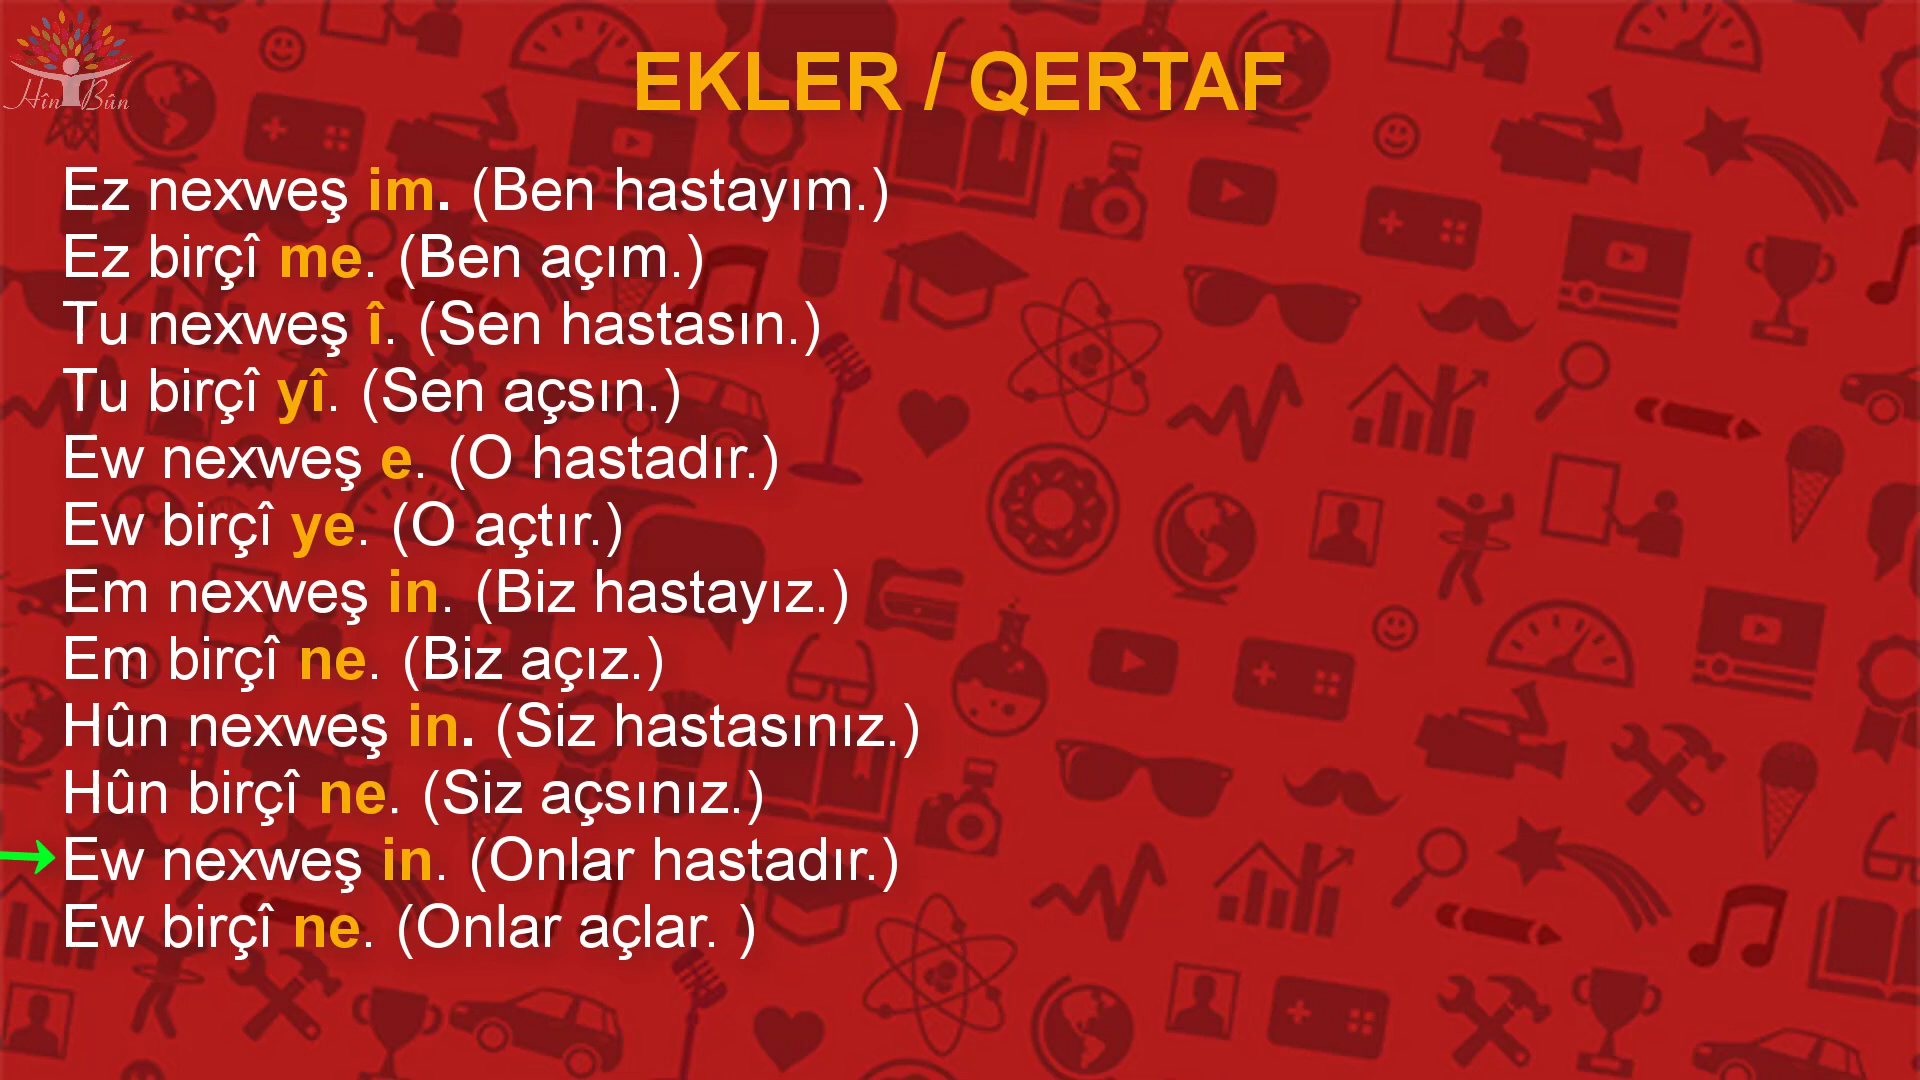 Hîn Bûn
EKLER / QERTAF
Ez nexweş im. (Ben hastayım.)
Ez birçî me. (Ben açım.)
Tu nexweş î. (Sen hastasın.)
Tu birçî yî. (Sen açsın.)
Ew nexweş e. (O hastadır.)
Ew birçî ye. (O açtır.)
Em nexweş in. (Biz hastayız.)
Em birçî ne. (Biz açız.)
Hûn nexweş in. (Siz hastasınız.)
Hûn birçî ne. (Siz açsınız.)
Ew nexweş in. (Onlar hastadır.)
Ew birçî ne. (Onlar açlar. )